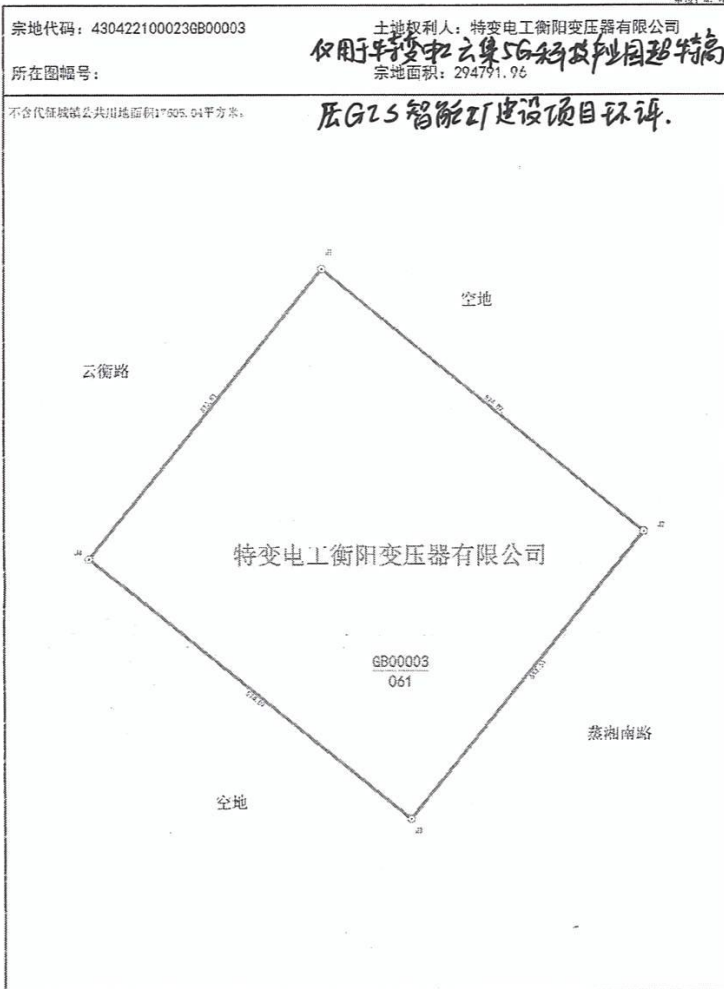 宗地代码：430422100023GB00003
土地权利人：特变电工衡阳变压器有限公司
仅用于特变电工云集5G科技产业园超特高
所在图幅号：
宗地面积：294791.96
压GIS智能工厂建设项目环评.
不含代征城镇公共用地面积17605.04平方米。
J1
空地
云衡路
J2
J4
特变电工衡阳变压器有限公司
GB00003
061
蒸湘南路
空地
J3